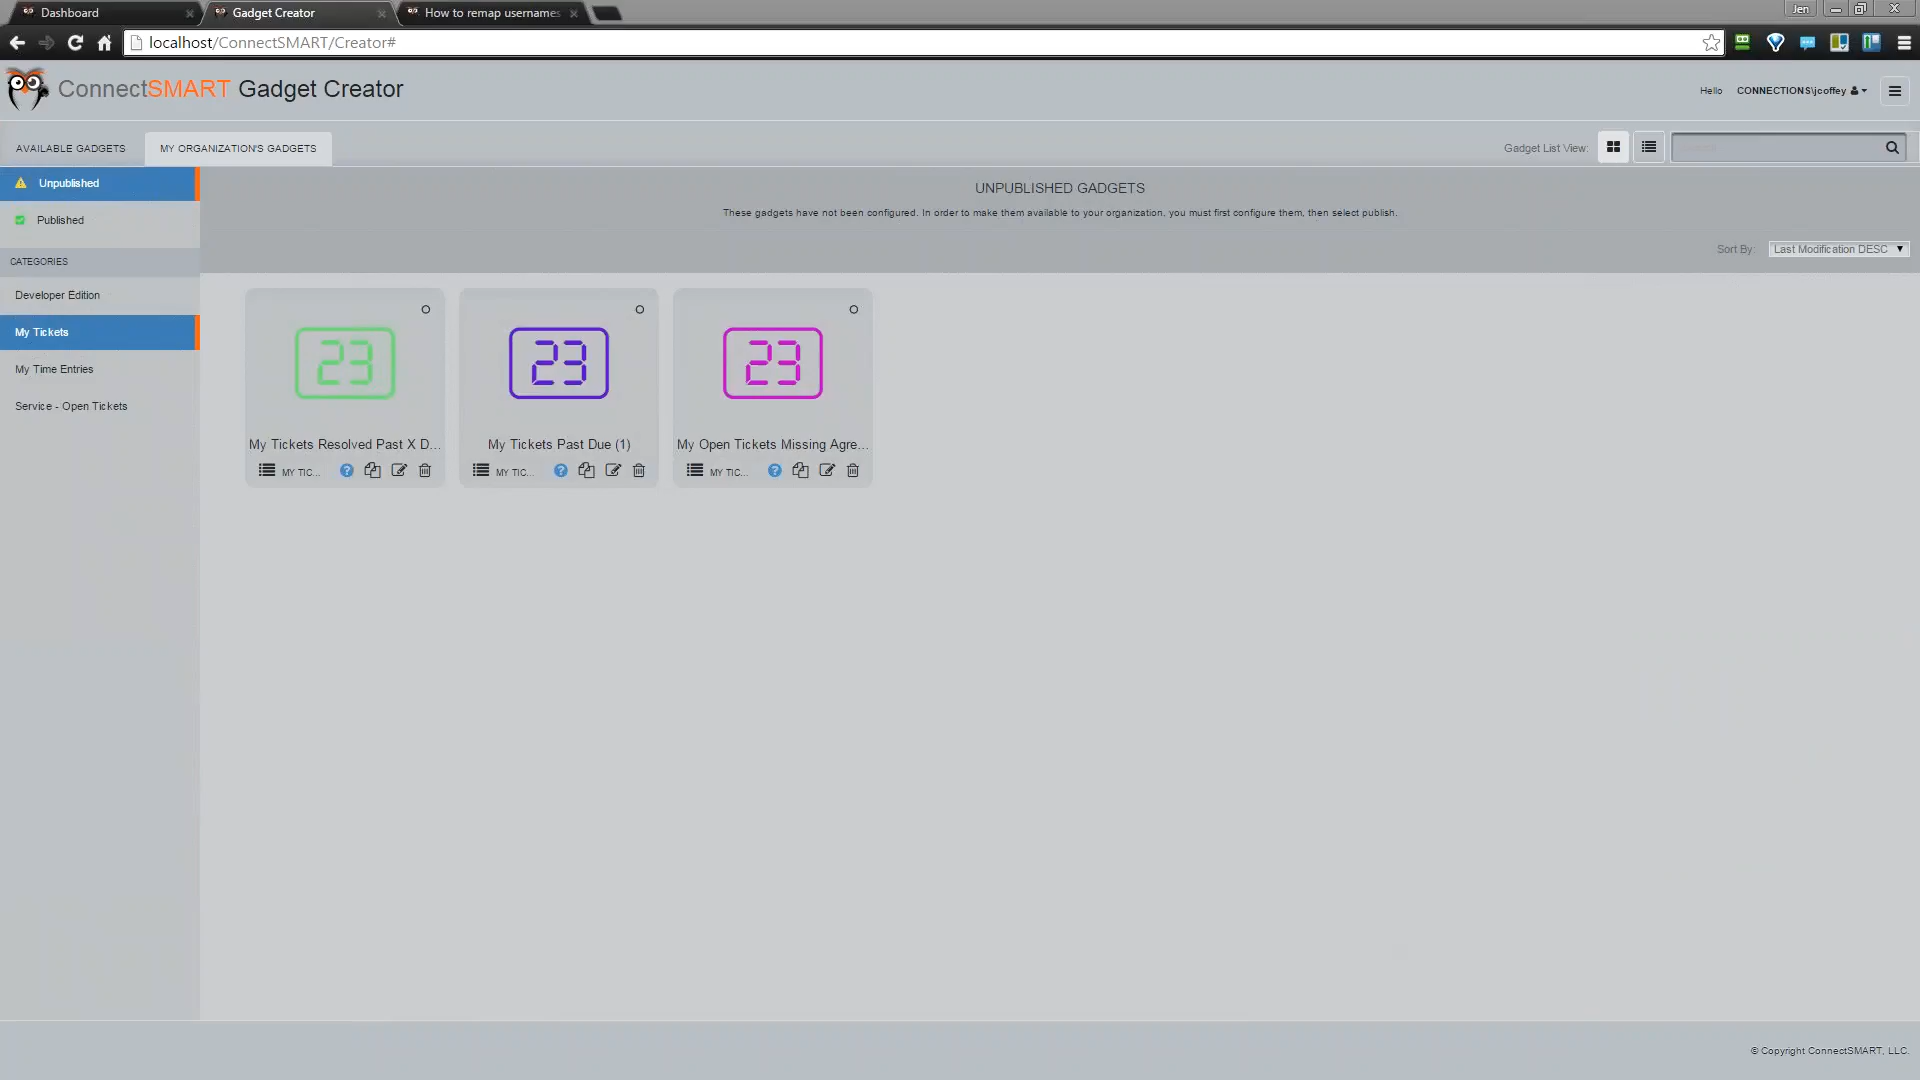 Dashboard
Gadget Creator
How to remap usernames
Jen
localhost/ConnectSMART/Creator#
ConnectSMART Gadget Creator
Hello CONNECTIONS\jcoffey
AVAILABLE GADGETS
MY ORGANIZATION'S GADGETS
Gadget List View:
Unpublished
Published
CATEGORIES
Developer Edition
My Tickets
My Time Entries
Service - Open Tickets
UNPUBLISHED GADGETS
These gadgets have not been configured. In order to make them available to your organization, you must first configure them, then select publish.
Sort By: Last Modification DESC
23
23
23
My Tickets Resolved Past X D...
My Tickets Past Due (1)
My Open Tickets Missing Agre...
MY TIC...
MY TIC...
MY TIC...
© Copyright ConnectSMART, LLC.